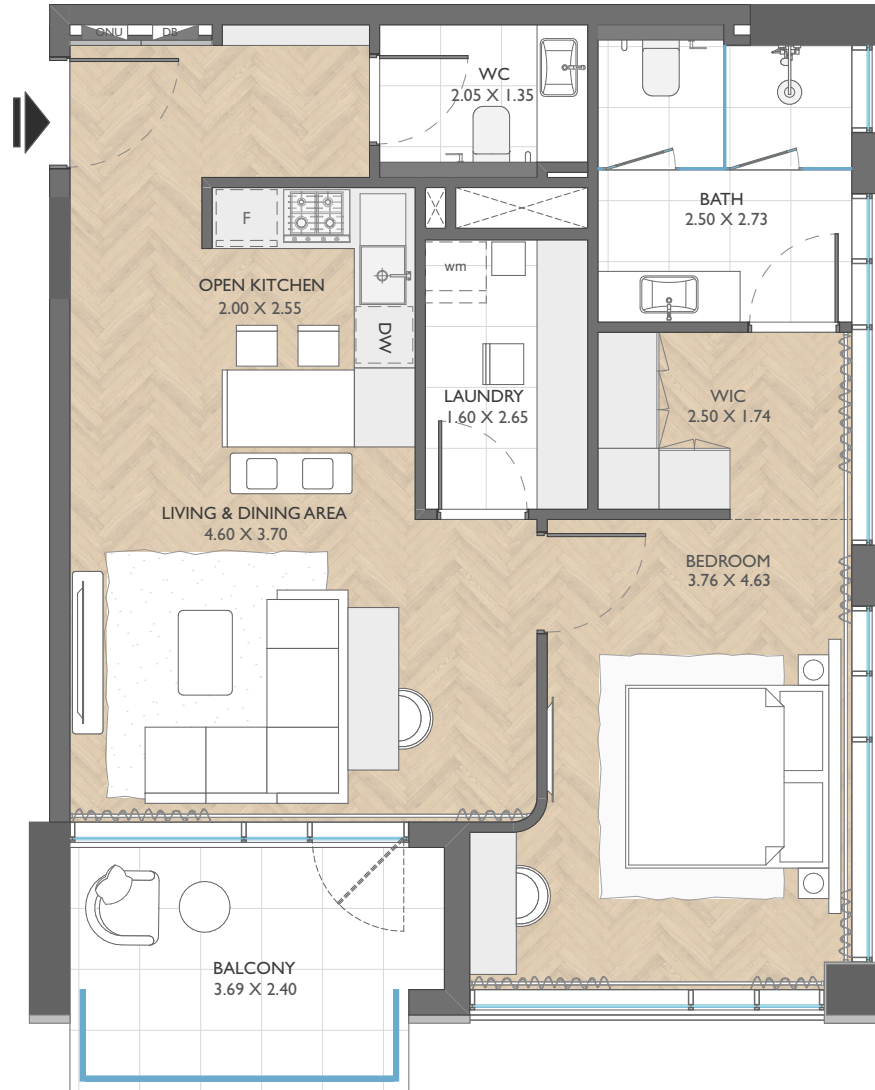 ONU DB
WC
2.05 X 1.35
BATH
2.50 X 2.73
F
wm
OPEN KITCHEN
2.00 X 2.55
DW
LAUNDRY
1.60 X 2.65
WIC
2.50 X 1.74
LIVING & DINING AREA
4.60 X 3.70
BEDROOM
3.76 X 4.63
BALCONY
3.69 X 2.40